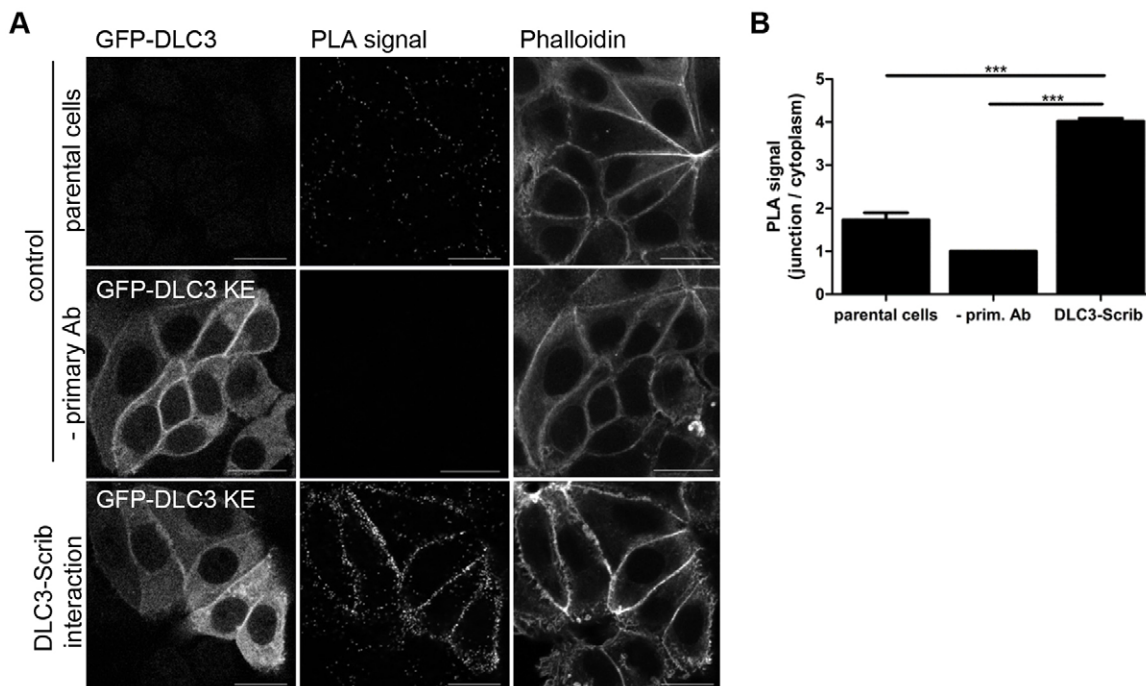 A
GFP-DLC3
PLA signal
Phalloidin
control
parental cells
- primary Ab
GFP-DLC3 KE
DLC3-Scrib
interaction
GFP-DLC3 KE
B
***
***
PLA signal
(junction / cytoplasm)
5
4
3
2
1
0
parental cells
- prim. Ab
DLC3-Scrib